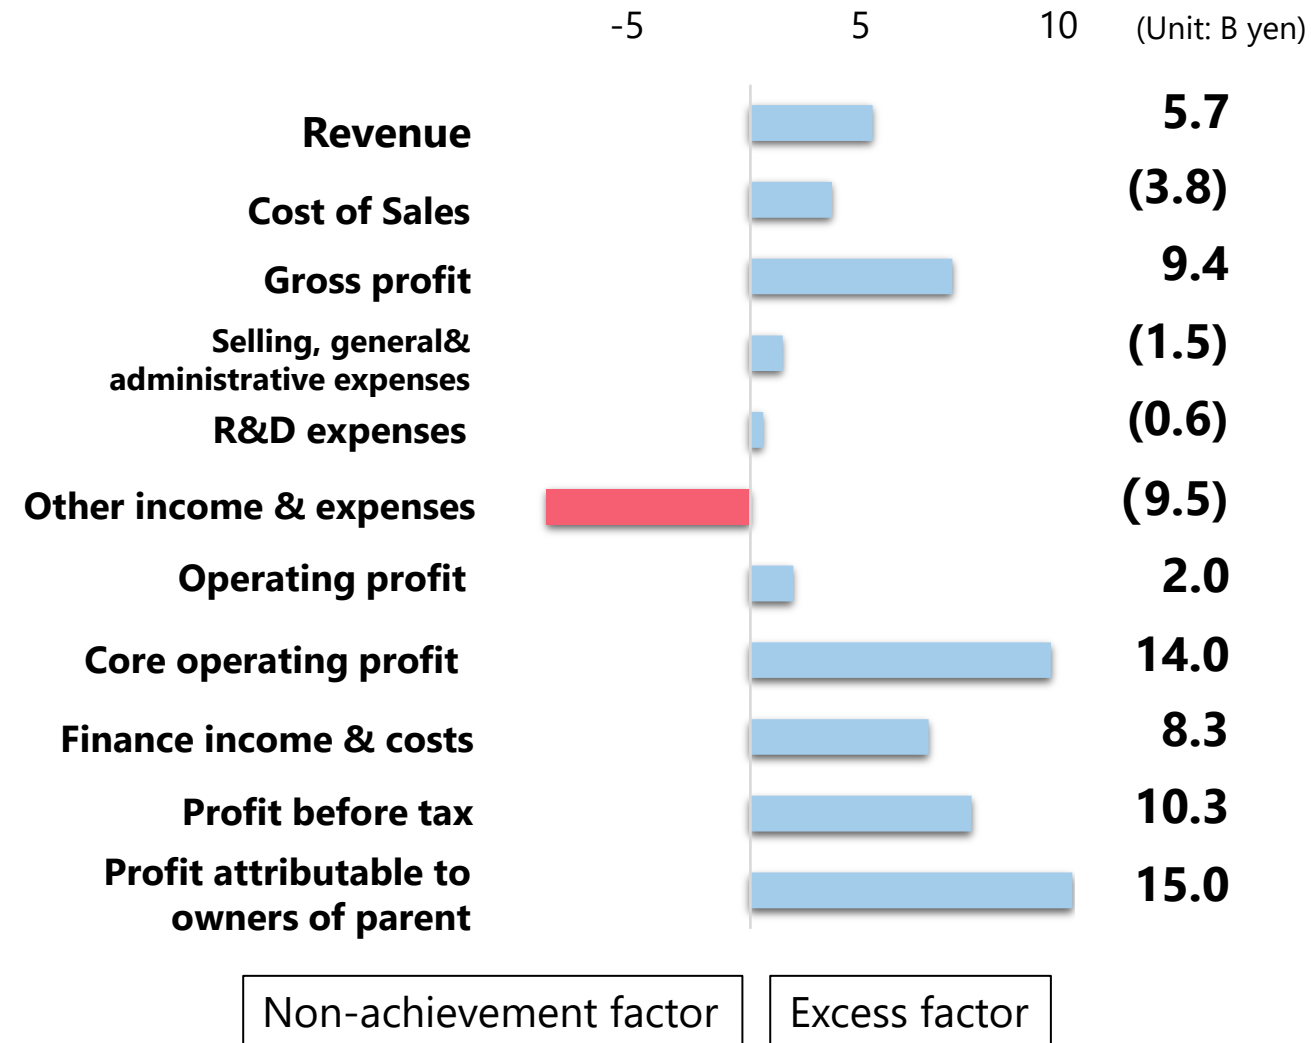 -5 5 10 (Unit: B yen)
Revenue 5.7
Cost of Sales (3.8)
Gross profit 9.4
Selling, general&
administrative expenses (1.5)
R&D expenses (0.6)
Other income & expenses (9.5)
Operating profit 2.0
Core operating profit 14.0
Finance income & costs 8.3
Profit before tax 10.3
Profit attributable to
owners of parent 15.0
Non-achievement factor Excess factor